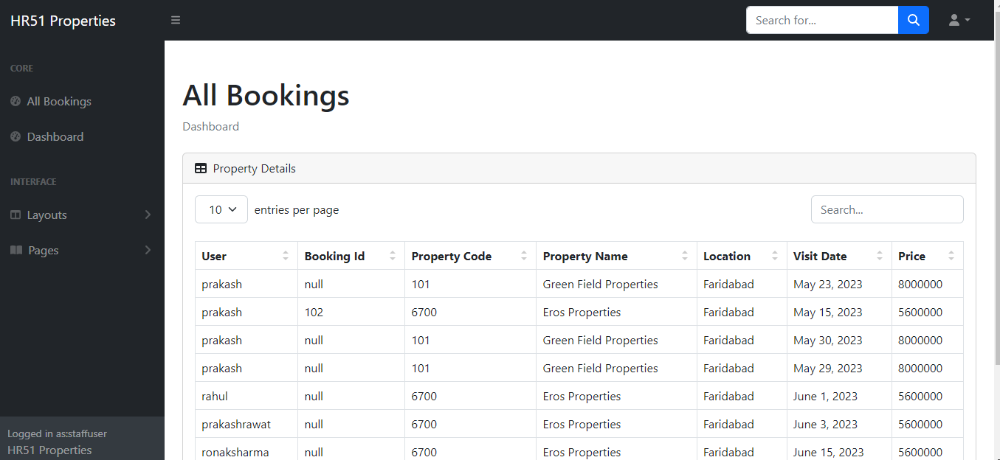 HR51 Properties
Search for...
CORE
All Bookings
Dashboard
INTERFACE
Layouts
Pages
Logged in as:staffuser
HR51 Properties
All Bookings
Dashboard
Property Details
10 entries per page
Search...
User Booking Id Property Code Property Name Location Visit Date Price
prakash null 101 Green Field Properties Faridabad May 23, 2023 8000000
prakash 102 6700 Eros Properties Faridabad May 15, 2023 5600000
prakash null 101 Green Field Properties Faridabad May 30, 2023 8000000
prakash null 101 Green Field Properties Faridabad May 29, 2023 8000000
rahul null 6700 Eros Properties Faridabad June 1, 2023 5600000
prakashrawat null 6700 Eros Properties Faridabad June 3, 2023 5600000
ronaksharma null 6700 Eros Properties Faridabad June 15, 2023 5600000